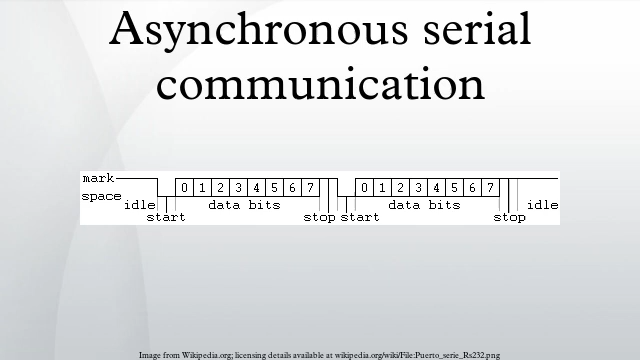 Asynchronous serial
communication
mark
0 1 2 3 4 5 6 7 0 1 2 3 4 5 6 7
space
idle data bits data bits idle
start stop start stop
Image from Wikipedia.org; licensing details available at wikipedia.org/wiki/File:Puerto_serie_Rs232.png